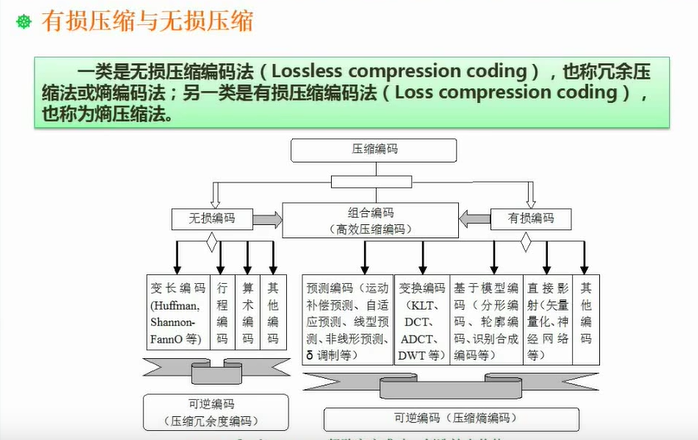 有损压缩与无损压缩
一类是无损压缩编码法（Lossless compression coding），也称冗余压
缩法或熵编码法；另一类是有损压缩编码法（Loss compression coding），
也称为熵压缩法。
压缩编码
无损编码
组合编码
（高效压缩编码）
有损编码
变长编码
(Huffman,
Shannon-
FannO 等)
行
程
编
码
算
术
编
码
其
他
编
码
预测编码（运动
补偿预测、自适
应预测、线型预
测、非线形预测、
δ 调制等）
变换编码
（KLT、
DCT、
ADCT、
DWT 等）
基于模型编
码（分形编
码、轮廓编
码、识别合成
编码等）
直接影
射（矢量
量化、神
经网络
等）
其
他
编
码
可逆编码
（压缩冗余度编码）
可逆编码（压缩熵编码）